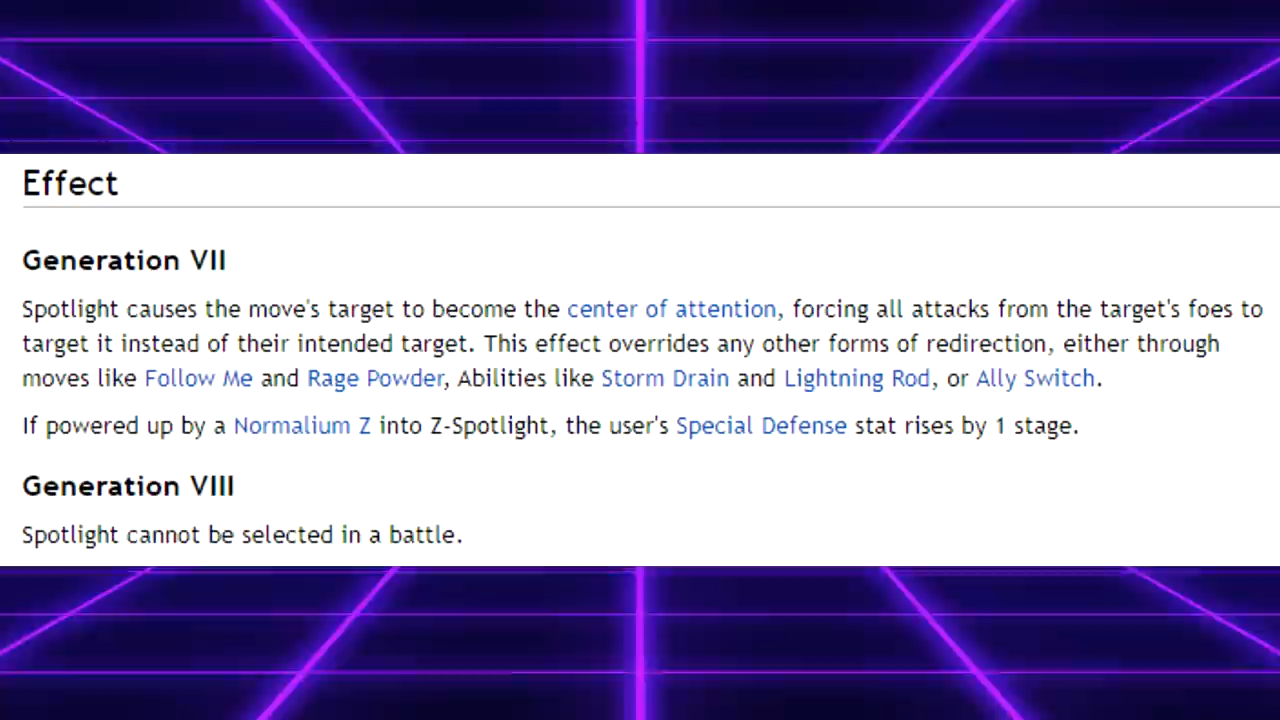 Effect
Generation VII
Spotlight causes the move's target to become the center of attention, forcing all attacks from the target's foes to
target it instead of their intended target. This effect overrides any other forms of redirection, either through
moves like Follow Me and Rage Powder, Abilities like Storm Drain and Lightning Rod, or Ally Switch.
If powered up by a Normalium Z into Z-Spotlight, the user's Special Defense stat rises by 1 stage.
Generation VIII
Spotlight cannot be selected in a battle.